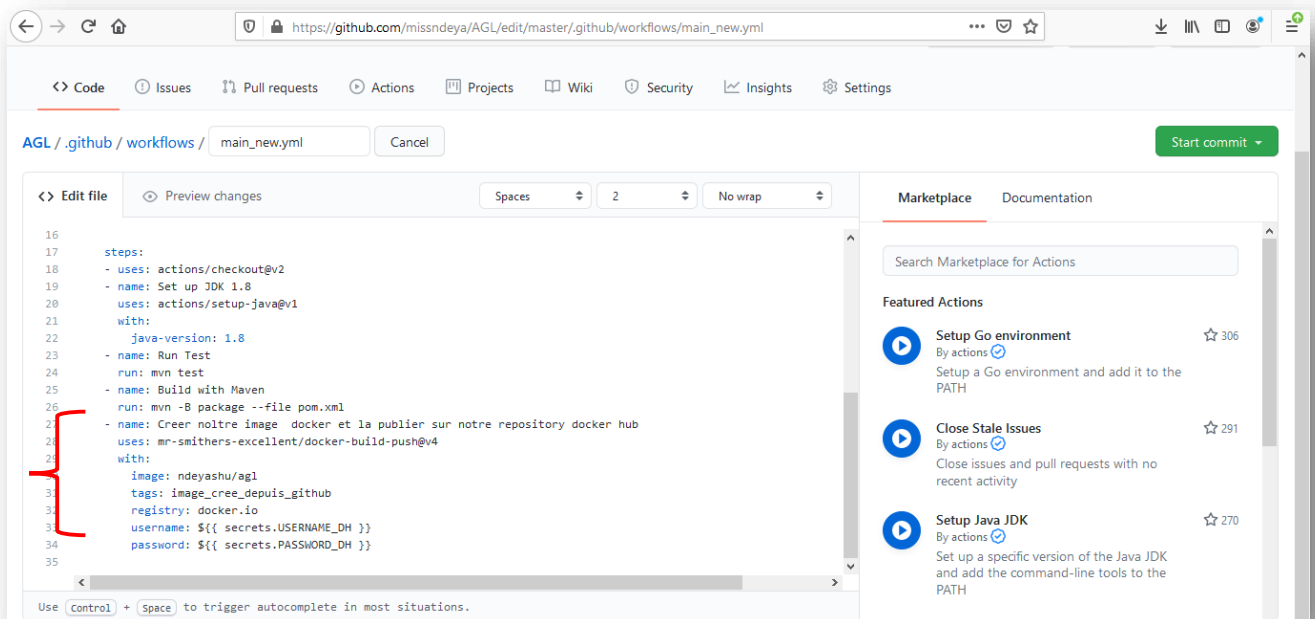 https://github.com/missndeya/AGL/edit/master/.github/workflows/main_new.yml
Code Issues Pull requests Actions Projects Wiki Security Insights Settings
AGL / .github / workflows / main_new.yml Cancel Start commit
Edit file Preview changes Spaces 2 No wrap
Marketplace Documentation
16
17 steps:
18 - uses: actions/checkout@v2
19 - name: Set up JDK 1.8
20 uses: actions/setup-java@v1
21 with:
22 java-version: 1.8
23 - name: Run Test
24 run: mvn test
25 - name: Build with Maven
26 run: mvn -B package --file pom.xml
27 - name: Creer noltre image docker et la publier sur notre repository docker hub
28 uses: mr-smithers-excellent/docker-build-push@v4
29 with:
image: ndeyashu/agl
31 tags: image_cree_depuis_github
32 registry: docker.io
33 username: ${{ secrets.USERNAME_DH }}
34 password: ${{ secrets.PASSWORD_DH }}
35
Use Control + Space to trigger autocomplete in most situations.
Search Marketplace for Actions
Featured Actions
Setup Go environment 306
By actions
Setup a Go environment and add it to the
PATH
Close Stale Issues 291
By actions
Close issues and pull requests with no
recent activity
Setup Java JDK 270
By actions
Set up a specific version of the Java JDK
and add the command-line tools to the
PATH